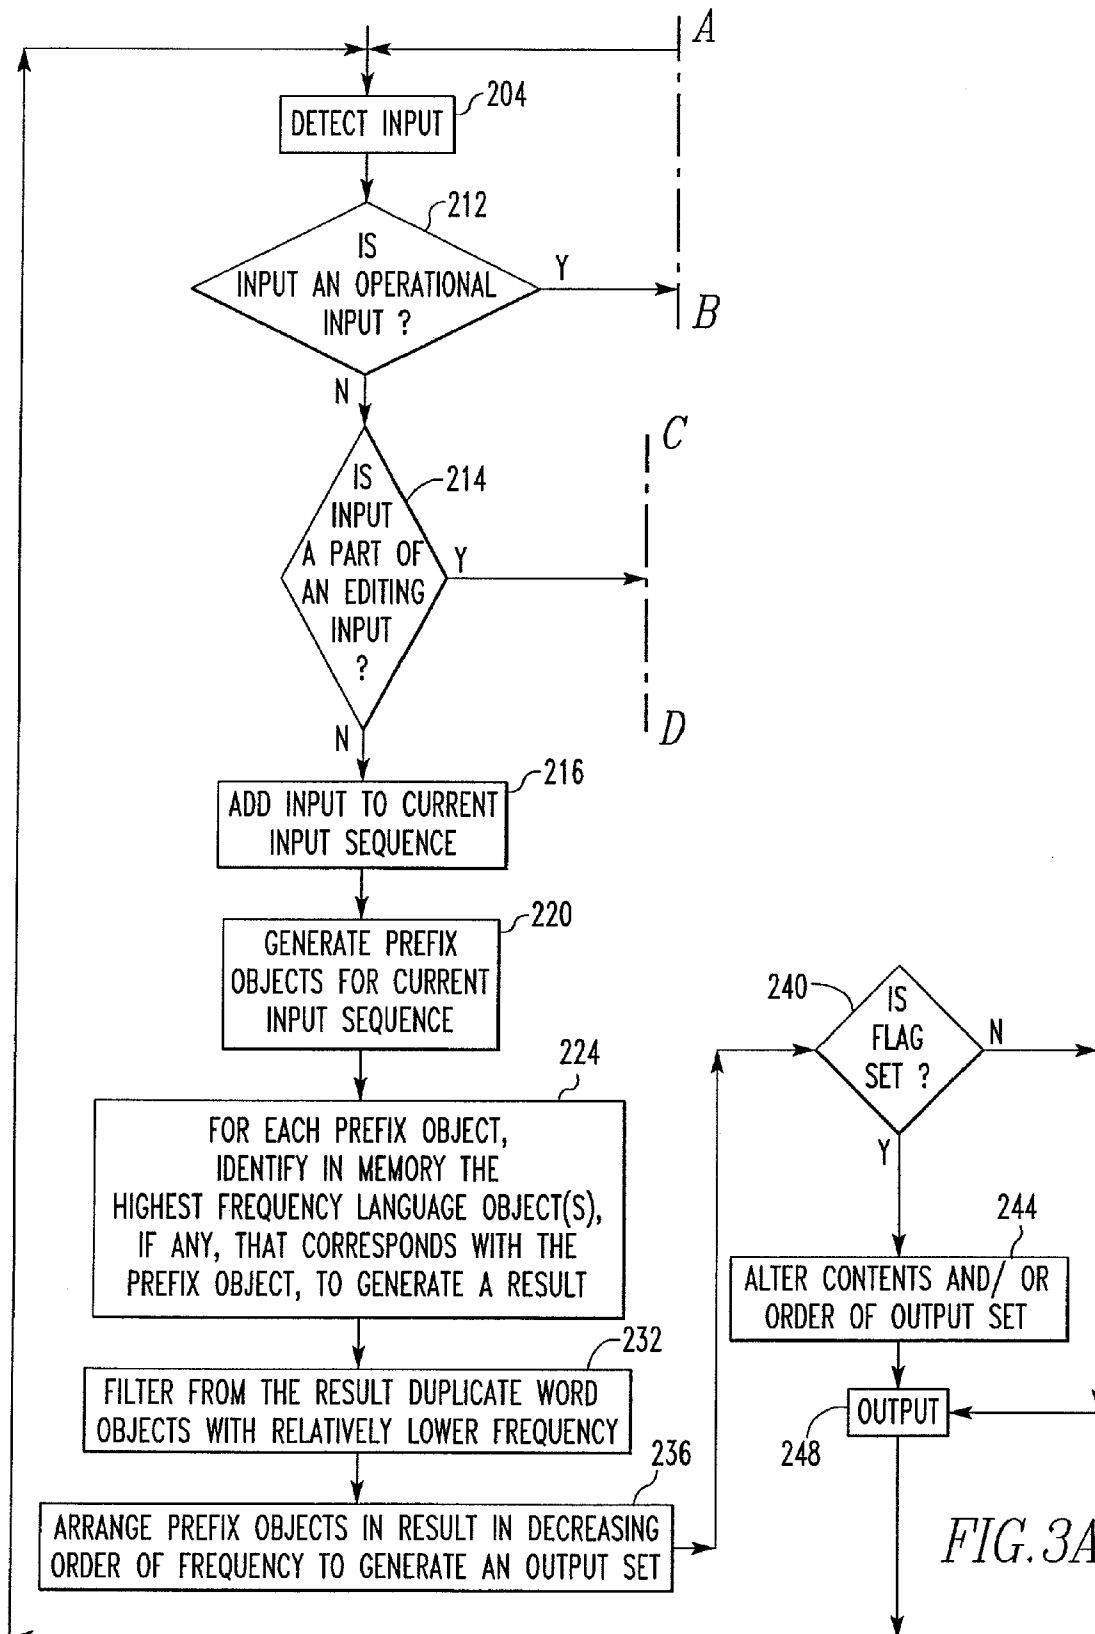 A
204
DETECT INPUT
212
IS
INPUT AN OPERATIONAL
INPUT ?
Y
B
N
C
214
IS
INPUT
A PART OF
AN EDITING
INPUT
?
Y
D
N
216
ADD INPUT TO CURRENT
INPUT SEQUENCE
220
GENERATE PREFIX
OBJECTS FOR CURRENT
INPUT SEQUENCE
224
FOR EACH PREFIX OBJECT,
IDENTIFY IN MEMORY THE
HIGHEST FREQUENCY LANGUAGE OBJECT(S),
IF ANY, THAT CORRESPONDS WITH THE
PREFIX OBJECT, TO GENERATE A RESULT
232
FILTER FROM THE RESULT DUPLICATE WORD
OBJECTS WITH RELATIVELY LOWER FREQUENCY
236
ARRANGE PREFIX OBJECTS IN RESULT IN DECREASING
ORDER OF FREQUENCY TO GENERATE AN OUTPUT SET
240
IS
FLAG
SET ?
N
Y
244
ALTER CONTENTS AND/ OR
ORDER OF OUTPUT SET
OUTPUT
248
FIG.3A